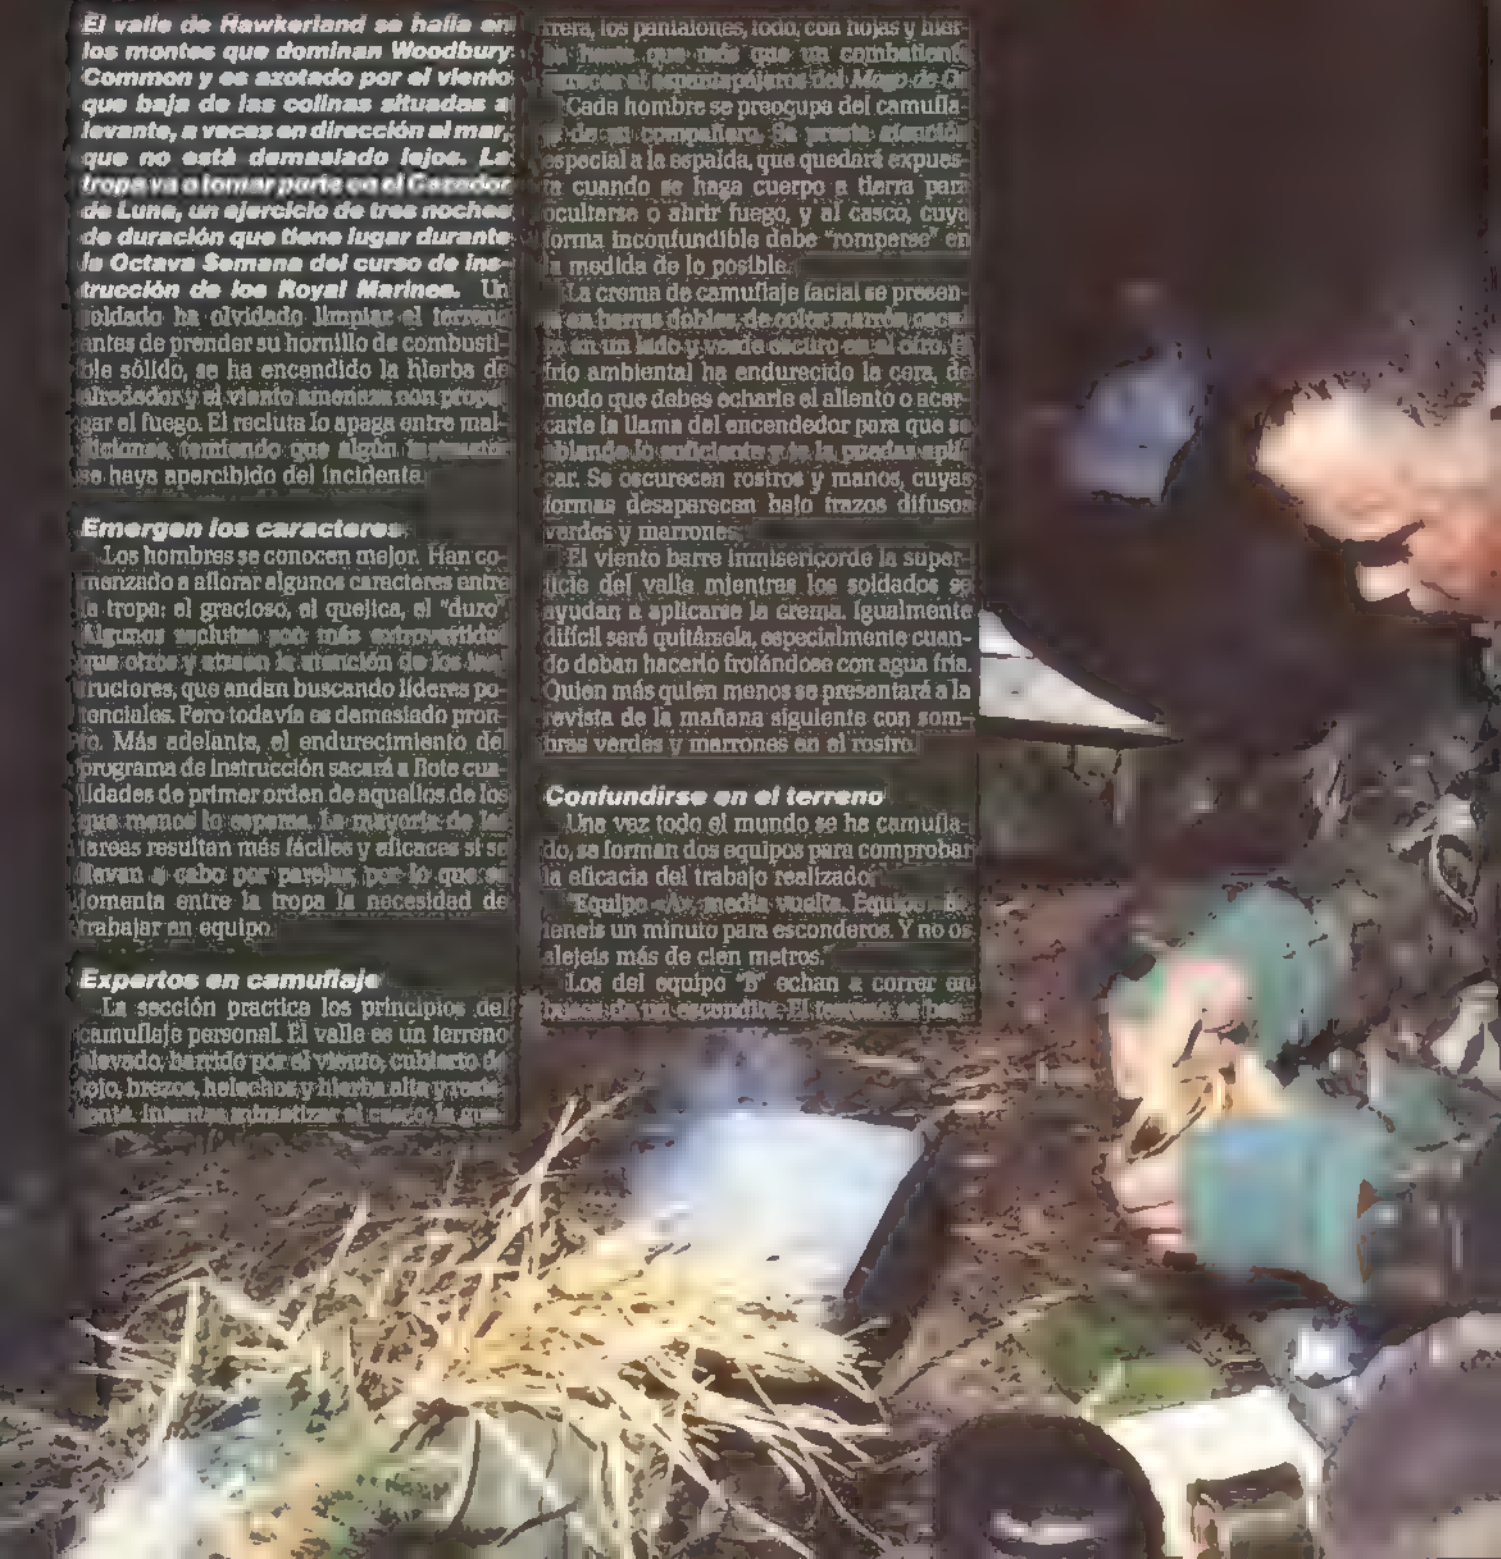 El valle de Hawkerland se halla en
los montes que dominan Woodbury
Common y es azotado por el viento
que baja de las colinas situadas a
levante, a veces en dirección al mar,
que no está demasiado lejos. La
tropa va a tomar parte en el Cazador
de Luna, un ejercicio de tres noches
de duración que tiene lugar durante
la Octava Semana del curso de ins-
trucción de los Royal Marines. Un
soldado ha olvidado limpiar el terreno
antes de prender su hornillo de combusti-
ble sólido, se ha encendido la hierba de
alrededor y el viento amenaza con propa-
gar el fuego. El recluta lo apaga entre mal-
diciones, temiendo que algún instructor
se haya apercibido del incidente.
Emergen los caracteres
Los hombres se conocen mejor. Han co-
menzado a aflorar algunos caracteres entre
la tropa: el gracioso, el quejica, el "duro".
Algunos reclutas son más extrovertidos
que otros y atraen la atención de los ins-
tructores, que andan buscando líderes po-
tenciales. Pero todavía es demasiado pron-
to. Más adelante, el endurecimiento del
programa de instrucción sacará a flote cua-
lidades de primer orden de aquellos de los
que menos lo esperas. La mayoría de las
tareas resultan más fáciles y eficaces si se
llevan a cabo por parejas, por lo que se
fomenta entre la tropa la necesidad de
trabajar en equipo.
Expertos en camuflaje
La sección practica los principios del
camuflaje personal. El valle es un terreno
elevado, barrido por el viento, cubierto de
tojo, brezos, helechos y hierba alta y
intentas el casco, la
rrera, los pantalones, todo, con hojas y hier-
ba hasta que más que un combatiente
al espantapájaros del Mago de Oz.
Cada hombre se preocupa del camufla-
je de su compañero. Se presta atención
especial a la espalda, que quedará expues-
ta cuando se haga cuerpo a tierra para
ocultarse o abrir fuego, y al casco, cuya
forma inconfundible debe "romperse" en
la medida de lo posible.
La crema de camuflaje facial se presen-
ta en barras dobles, de color marrón oscu-
ro en un lado y verde oscuro en el otro. El
frío ambiental ha endurecido la cera, de
modo que debes echarle el aliento o acer-
carle la llama del encendedor para que se
ablande lo suficiente y te la puedas apli-
car. Se oscurecen rostros y manos, cuyas
formas desaparecen bajo trazos difusos
verdes y marrones.
El viento barre inmisericorde la super-
ficie del valle mientras los soldados se
ayudan a aplicarse la crema. Igualmente
difícil será quitársela, especialmente cuan-
do deban hacerlo frotándose con agua fría.
Quien más quien menos se presentará a la
revista de la mañana siguiente con som-
bras verdes y marrones en el rostro.
Confundirse en el terreno
Una vez todo el mundo se ha camufla-
do, se forman dos equipos para comprobar
la eficacia del trabajo realizado.
"Equipo «A», media vuelta. Equipo
teneis un minuto para esconderos. Y no os
alejeis más de cien metros."
Los del equipo "B" echan a correr en
busca de un escondite. El